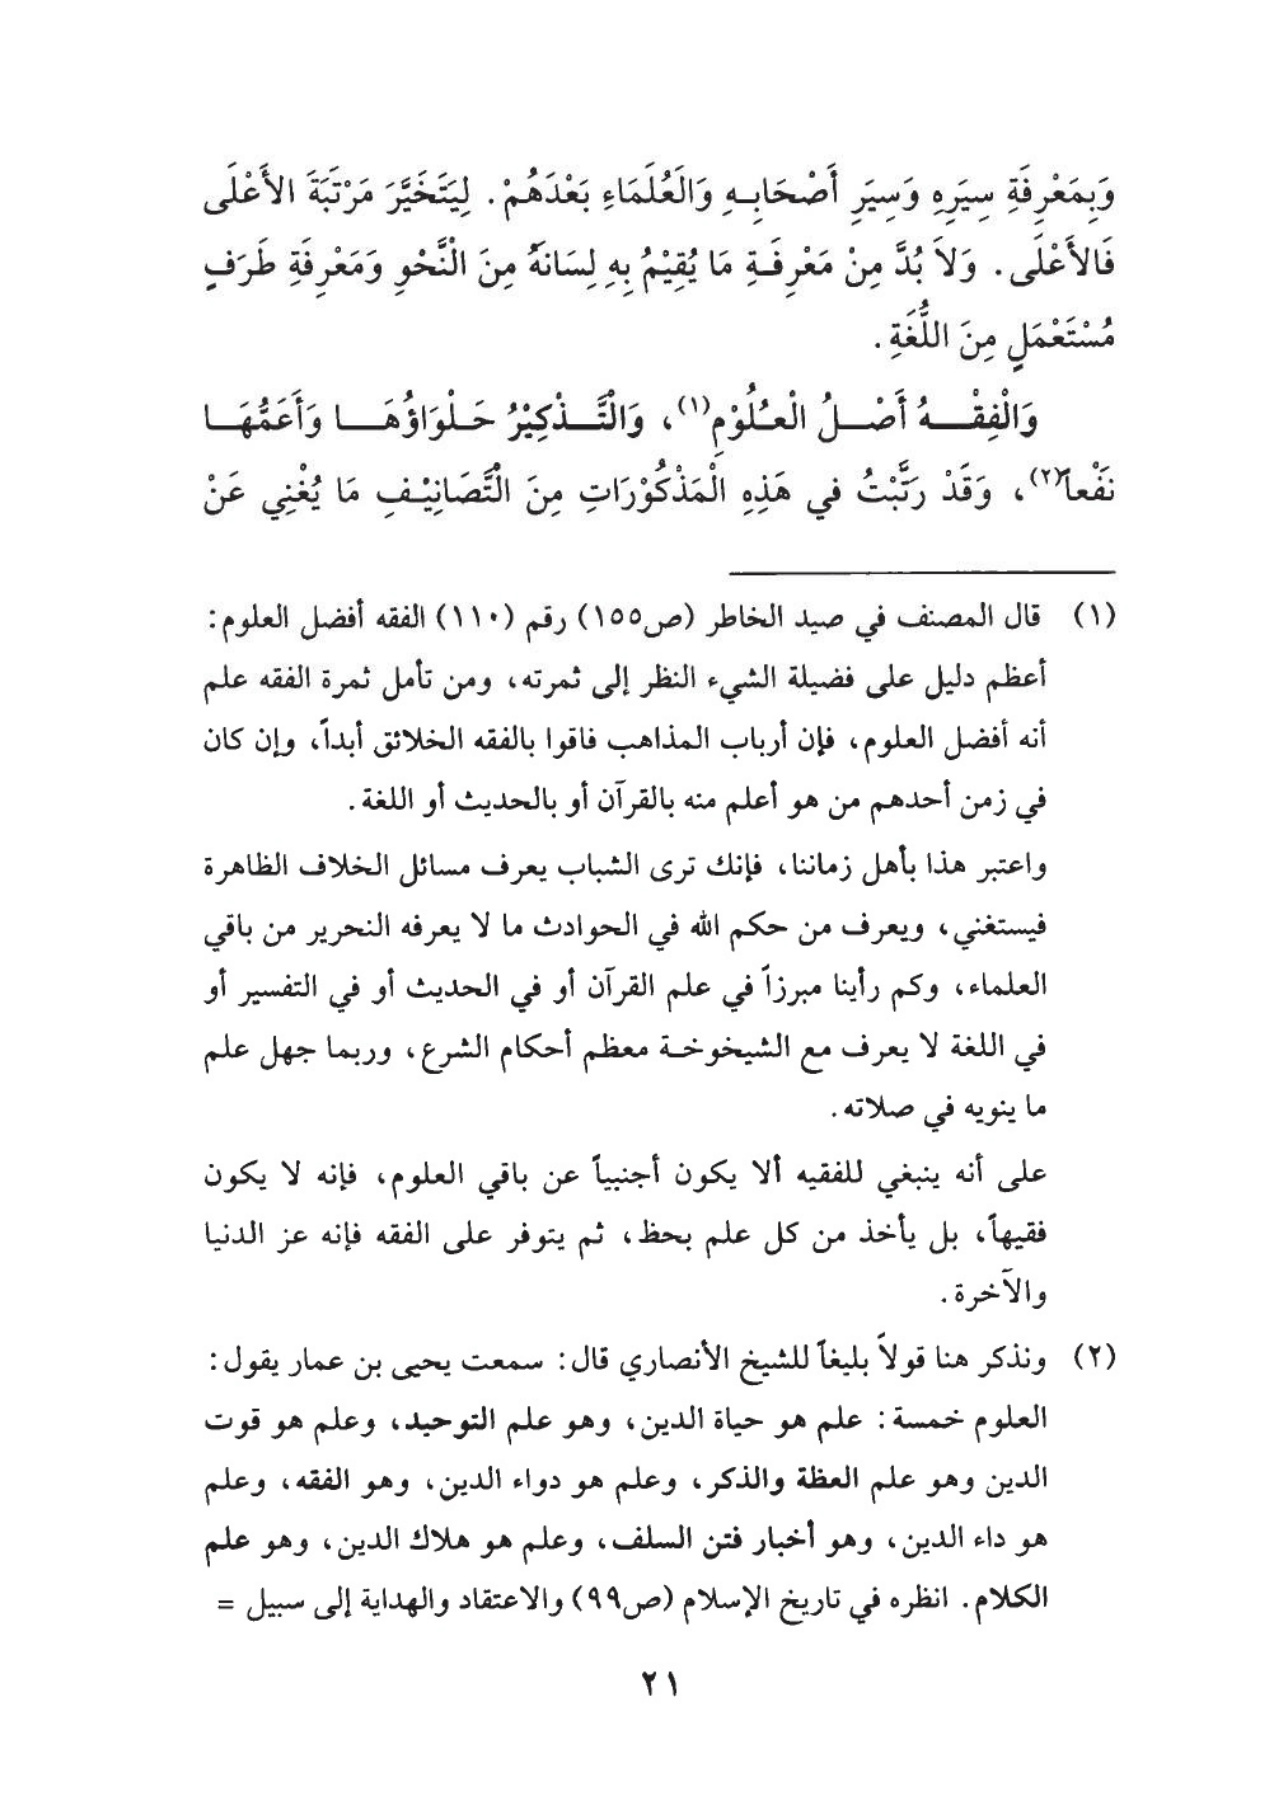 وَبِمَعْرِفَةِ سِيَرِهِ وَسِيَرِ أَصْحَابِهِ وَالْعُلَمَاءِ بَعْدَهُمْ. لِيَتَخَيَّرَ مَرْتَبَةَ الأَعْلَى
فَالأَعْلَى. وَلاَ بُدَّ مِنْ مَعْرِفَةِ مَا يُقِيْمُ بِهِ لِسَانَهُ مِنَ الْنَّحْوِ وَمَعْرِفَةِ طَرَفٍ
مُسْتَعْمَلٍ مِنَ اللُّغَةِ.
وَالْفِقْهُ أَصْلُ الْعُلُوْمِ(١)، وَالْتَّذْكِيْرُ حَلْوَاؤُهَا وَأَعَمُّهَا
نَفْعاً(٢)، وَقَدْ رَتَّبْتُ في هَذِهِ الْمَذْكُوْرَاتِ مِنَ الْتَّصَانِيْفِ مَا يُغْنِي عَنْ
(١) قال المصنف في صيد الخاطر (ص١٥٥) رقم (١١٠) الفقه أفضل العلوم:
أعظم دليل على فضيلة الشيء النظر إلى ثمرته، ومن تأمل ثمرة الفقه علم
أنه أفضل العلوم، فإن أرباب المذاهب فاقوا بالفقه الخلائق أبداً، وإن كان
في زمن أحدهم من هو أعلم منه بالقرآن أو بالحديث أو اللغة.
واعتبر هذا بأهل زماننا، فإنك ترى الشباب يعرف مسائل الخلاف الظاهرة
فيستغني، ويعرف من حكم الله في الحوادث ما لا يعرفه النحرير من باقي
العلماء، وكم رأينا مبرزاً في علم القرآن أو في الحديث أو في التفسير أو
في اللغة لا يعرف مع الشيخوخة معظم أحكام الشرع، وربما جهل علم
ما ينويه في صلاته.
على أنه ينبغي للفقيه ألا يكون أجنبياً عن باقي العلوم، فإنه لا يكون
فقيهاً، بل يأخذ من كل علم بحظ، ثم يتوفر على الفقه فإنه عز الدنيا
والآخرة.
(٢) ونذكر هنا قولاً بليغاً للشيخ الأنصاري قال: سمعت يحيى بن عمار يقول:
العلوم خمسة: علم هو حياة الدين، وهو علم التوحيد، وعلم هو قوت
الدين وهو علم العظة والذكر، وعلم هو دواء الدين، وهو الفقه، وعلم
هو داء الدين، وهو أخبار فتن السلف، وعلم هو هلاك الدين، وهو علم
الكلام. انظره في تاريخ الإسلام (ص٩٩) والاعتقاد والهداية إلى سبيل =
٢١